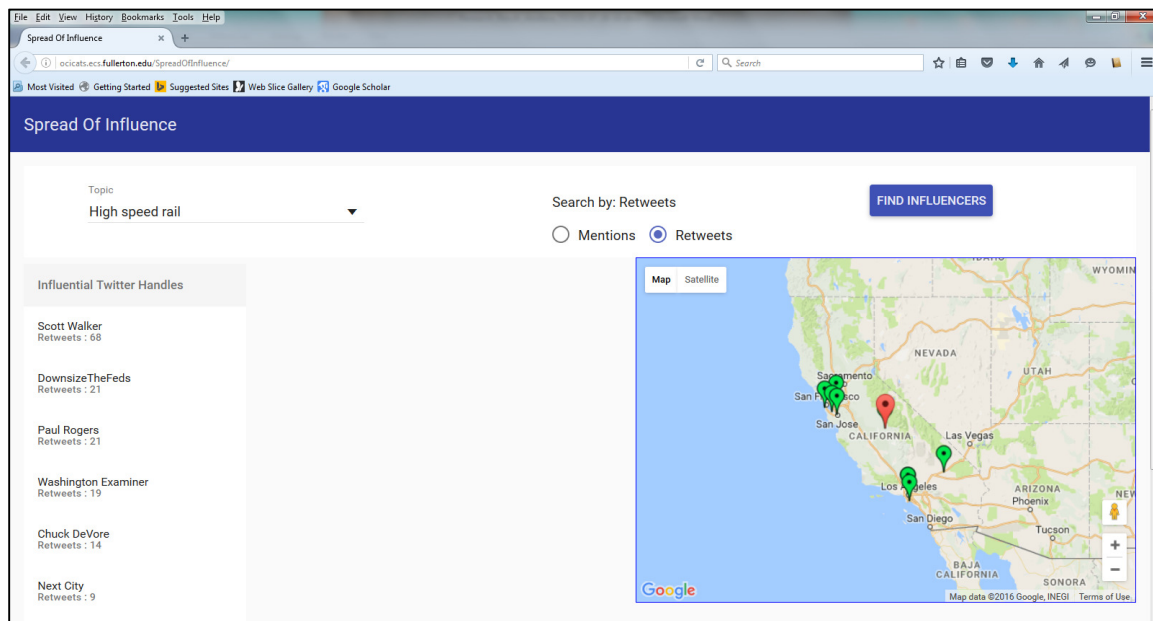 File Edit View History Bookmarks Tools Help
Spread Of Influence × +
ocicats.ecs.fullerton.edu/SpreadOfInfluence/
Search
Most Visited Getting Started Suggested Sites Web Slice Gallery Google Scholar
Spread Of Influence
Topic
High speed rail
Search by: Retweets
Mentions Retweets
FIND INFLUENCERS
Influential Twitter Handles
Scott Walker
Retweets : 68
DownsizeTheFeds
Retweets : 21
Paul Rogers
Retweets : 21
Washington Examiner
Retweets : 19
Chuck DeVore
Retweets : 14
Next City
Retweets : 9
Map Satellite
WYOMIN
NEVADA
UTAH
Sacramento
San Francisco
San Jose
CALIFORNIA
Las Vegas
Los Angeles
ARIZONA
Phoenix
NEW
San Diego
Tucson
BAJA
CALIFORNIA
SONORA
Google
Map data ©2016 Google, INEGI Terms of Use